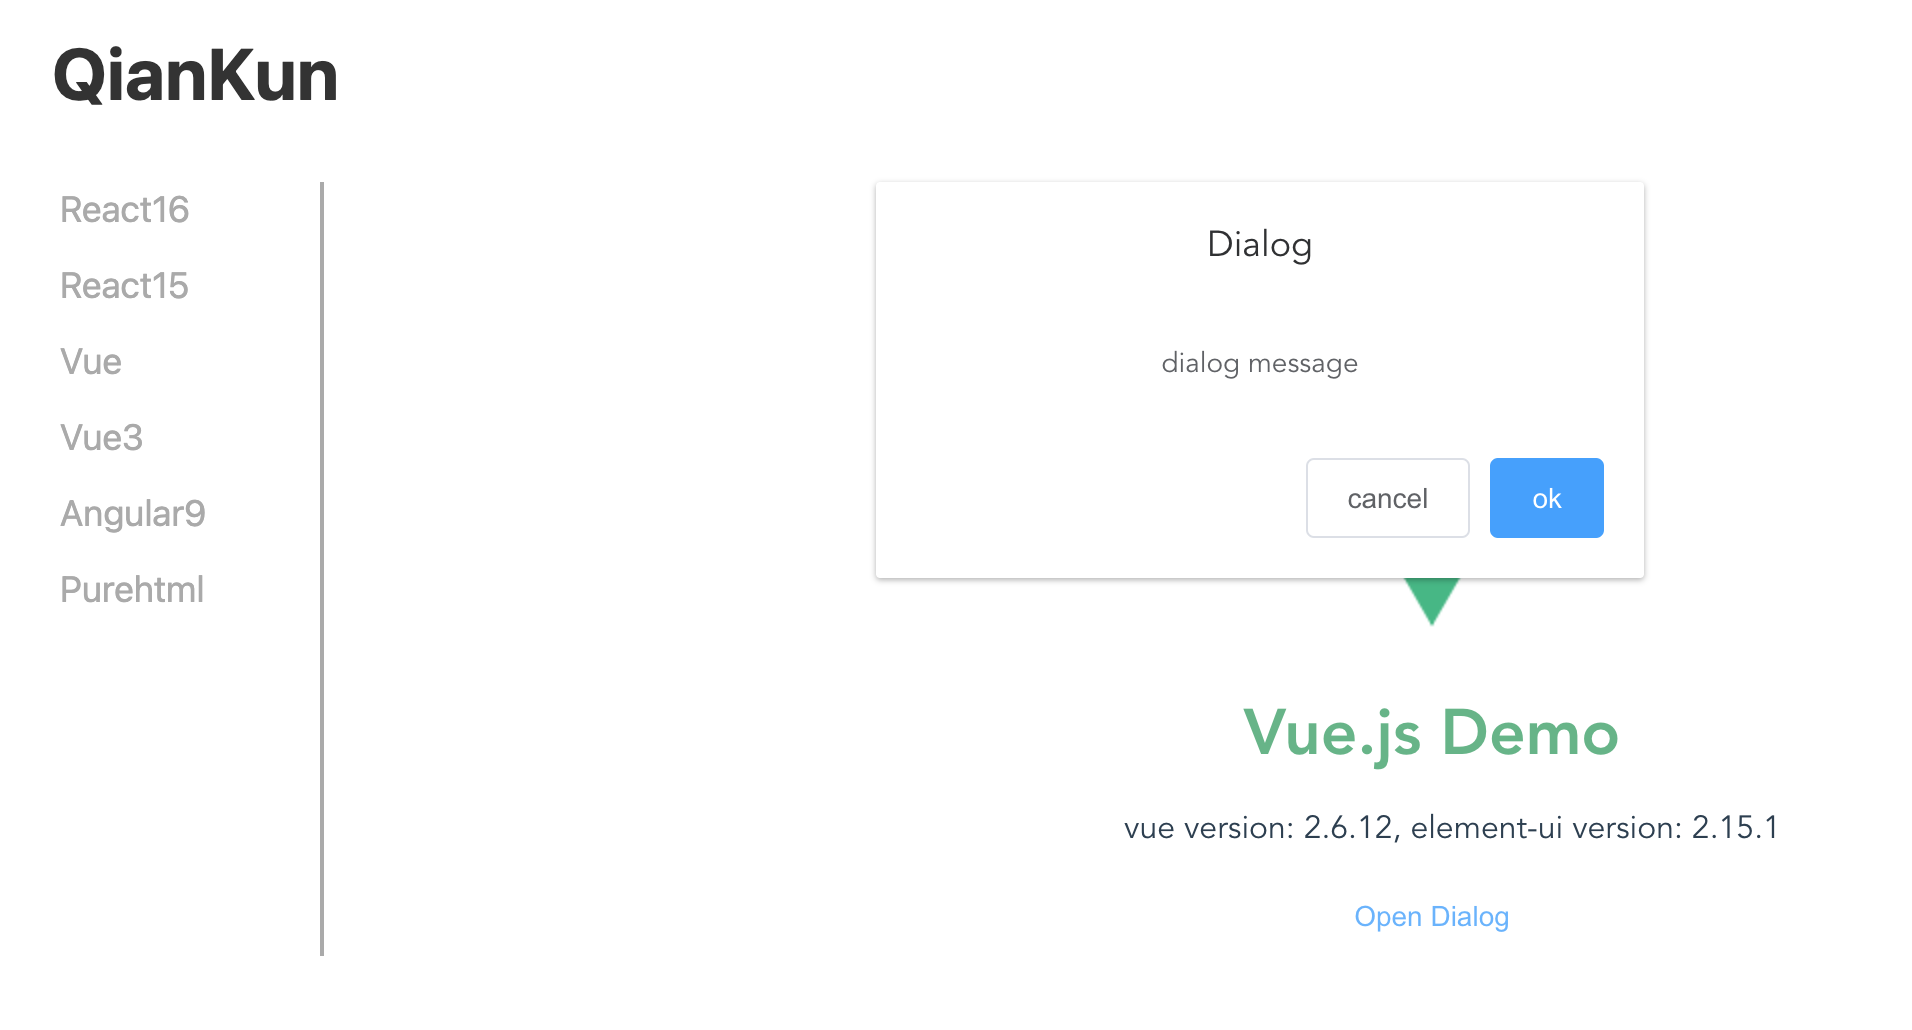 QianKun
React16
React15
Vue
Vue3
Angular9
Purehtml
Dialog
dialog message
cancel
ok
Vue.js Demo
vue version: 2.6.12, element-ui version: 2.15.1
Open Dialog